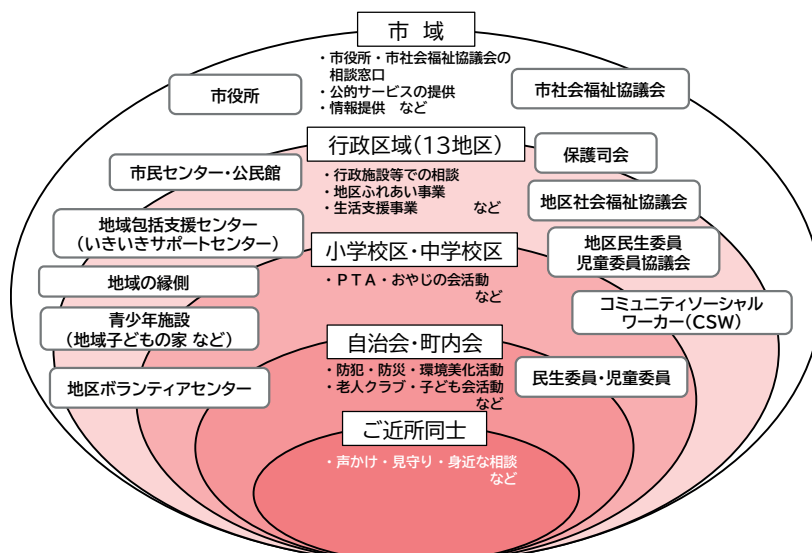 市 域
・市役所・市社会福祉協議会の
相談窓口
・公的サービスの提供
・情報提供 など
市役所
市社会福祉協議会
行政区域(13地区)
・行政施設等での相談
・地区ふれあい事業
・生活支援事業 など
市民センター・公民館
保護司会
地区社会福祉協議会
地域包括支援センター
(いきいきサポートセンター)
地区民生委員
児童委員協議会
小学校区・中学校区
・PTA・おやじの会活動
など
地域の縁側
コミュニティソーシャル
ワーカー(CSW)
青少年施設
(地域子どもの家 など)
自治会・町内会
・防犯・防災・環境美化活動
・老人クラブ・子ども会活動
など
地区ボランティアセンター
民生委員・児童委員
ご近所同士
・声かけ・見守り・身近な相談
など